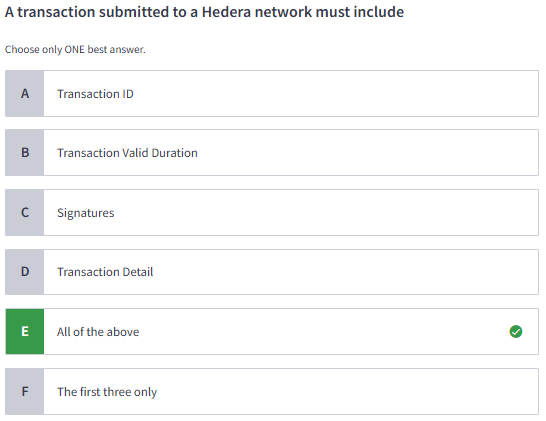 A transaction submitted to a Hedera network must include
Choose only ONE best answer.
A Transaction ID
B Transaction Valid Duration
C Signatures
D Transaction Detail
E All of the above
F The first three only